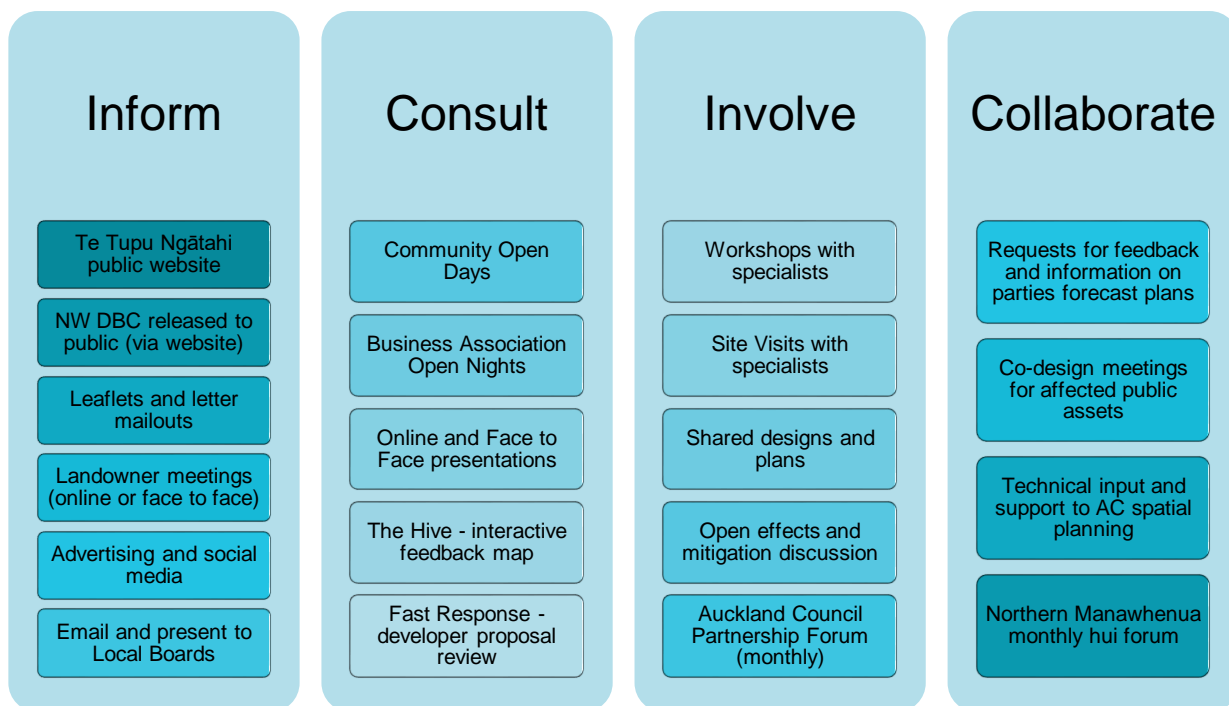 Inform
Te Tupu Ngātahi
public website
NW DBC released to
public (via website)
Leaflets and letter
mailouts
Landowner meetings
(online or face to face)
Advertising and social
media
Email and present to
Local Boards
Consult
Community Open
Days
Business Association
Open Nights
Online and Face to
Face presentations
The Hive - interactive
feedback map
Fast Response -
developer proposal
review
Involve
Workshops with
specialists
Site Visits with
specialists
Shared designs and
plans
Open effects and
mitigation discussion
Auckland Council
Partnership Forum
(monthly)
Collaborate
Requests for feedback
and information on
parties forecast plans
Co-design meetings
for affected public
assets
Technical input and
support to AC spatial
planning
Northern Manawhenua
monthly hui forum